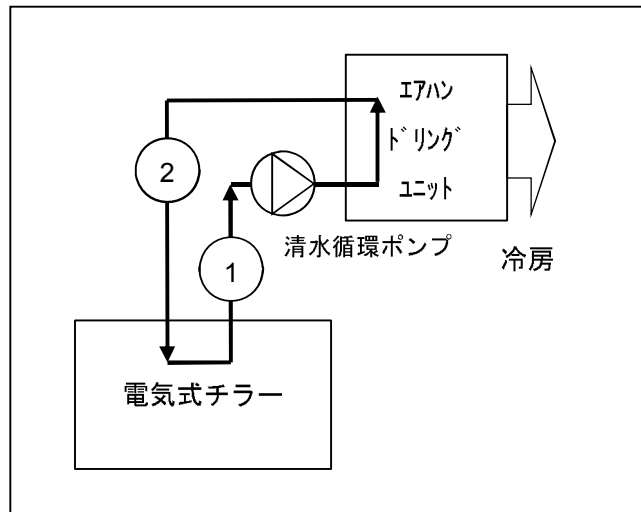 エアハン
ドリング
ユニット
2
清水循環ポンプ
冷房
1
電気式チラー